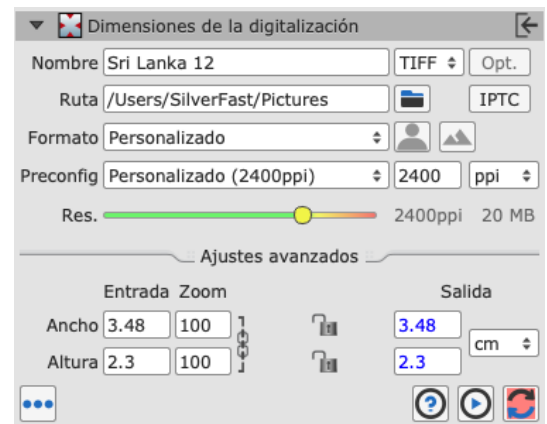 Dimensiones de la digitalización
Nombre Sri Lanka 12 TIFF Opt.
Ruta /Users/SilverFast/Pictures IPTC
Formato Personalizado
Preconfig Personalizado (2400ppi) 2400 ppi
Res. 2400ppi 20 MB
Ajustes avanzados
Entrada Zoom Salida
Ancho 3.48 100 3.48
cm
Altura 2.3 100 2.3